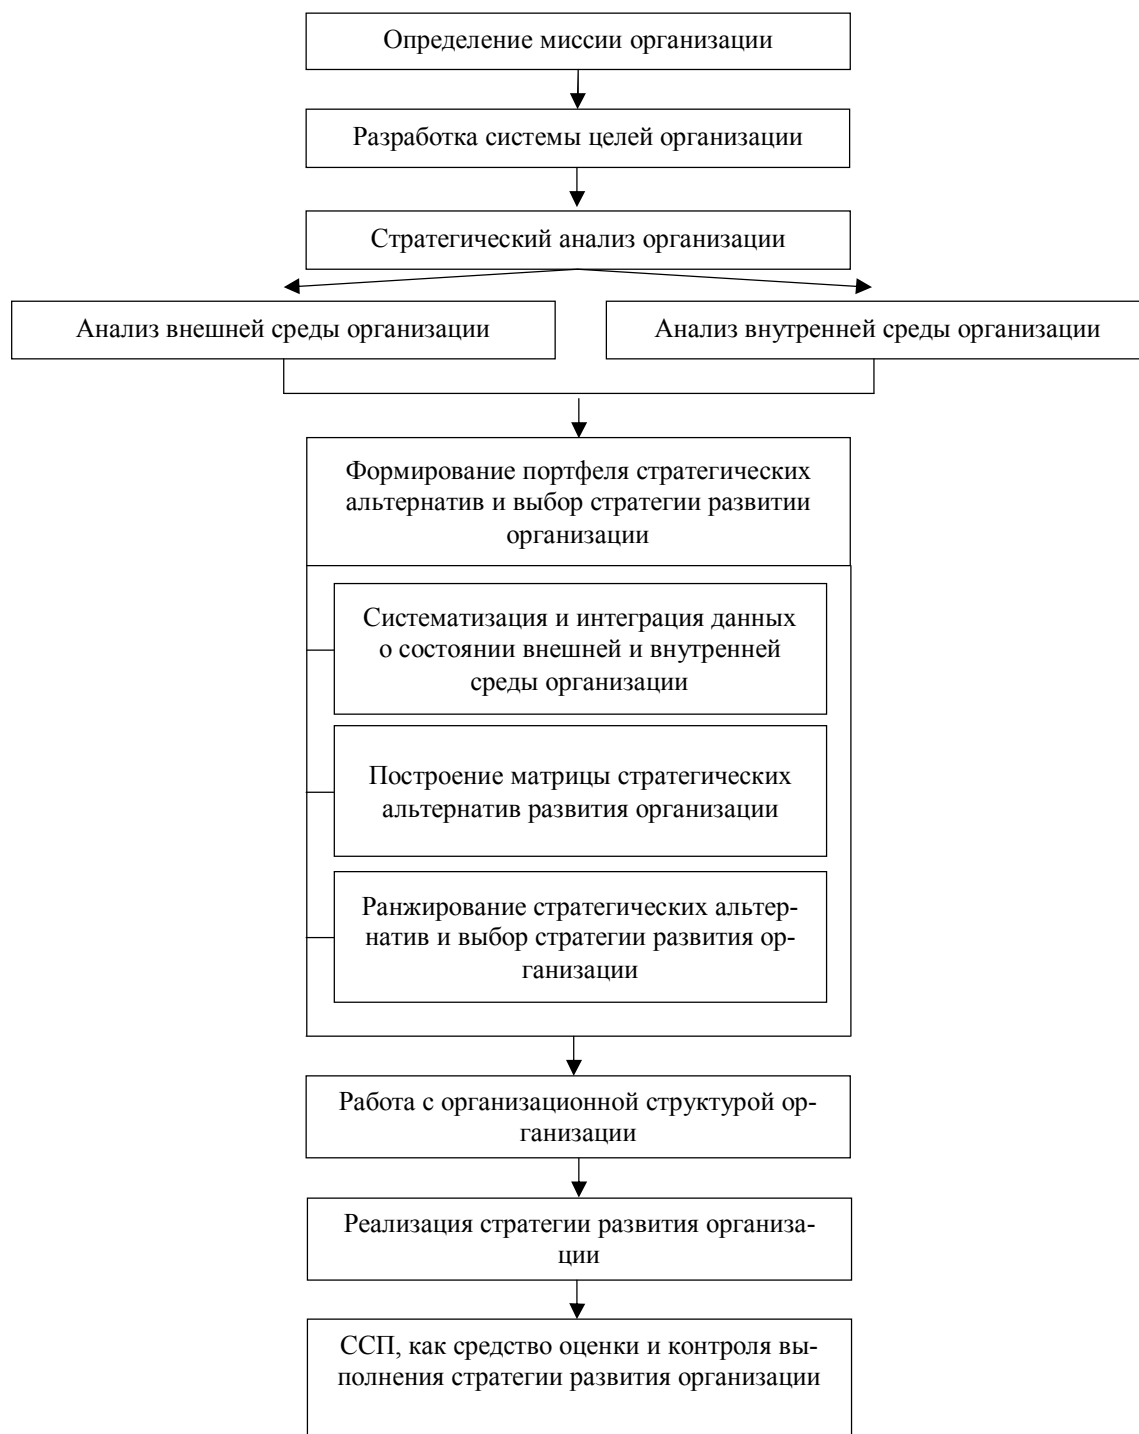 Определение миссии организации
Разработка системы целей организации
Стратегический анализ организации
Анализ внешней среды организации
Анализ внутренней среды организации
Формирование портфеля стратегических
альтернатив и выбор стратегии развитии
организации
Систематизация и интеграция данных
о состоянии внешней и внутренней
среды организации
Построение матрицы стратегических
альтернатив развития организации
Ранжирование стратегических альтер-
натив и выбор стратегии развития ор-
ганизации
Работа с организационной структурой ор-
ганизации
Реализация стратегии развития организа-
ции
ССП, как средство оценки и контроля вы-
полнения стратегии развития организации